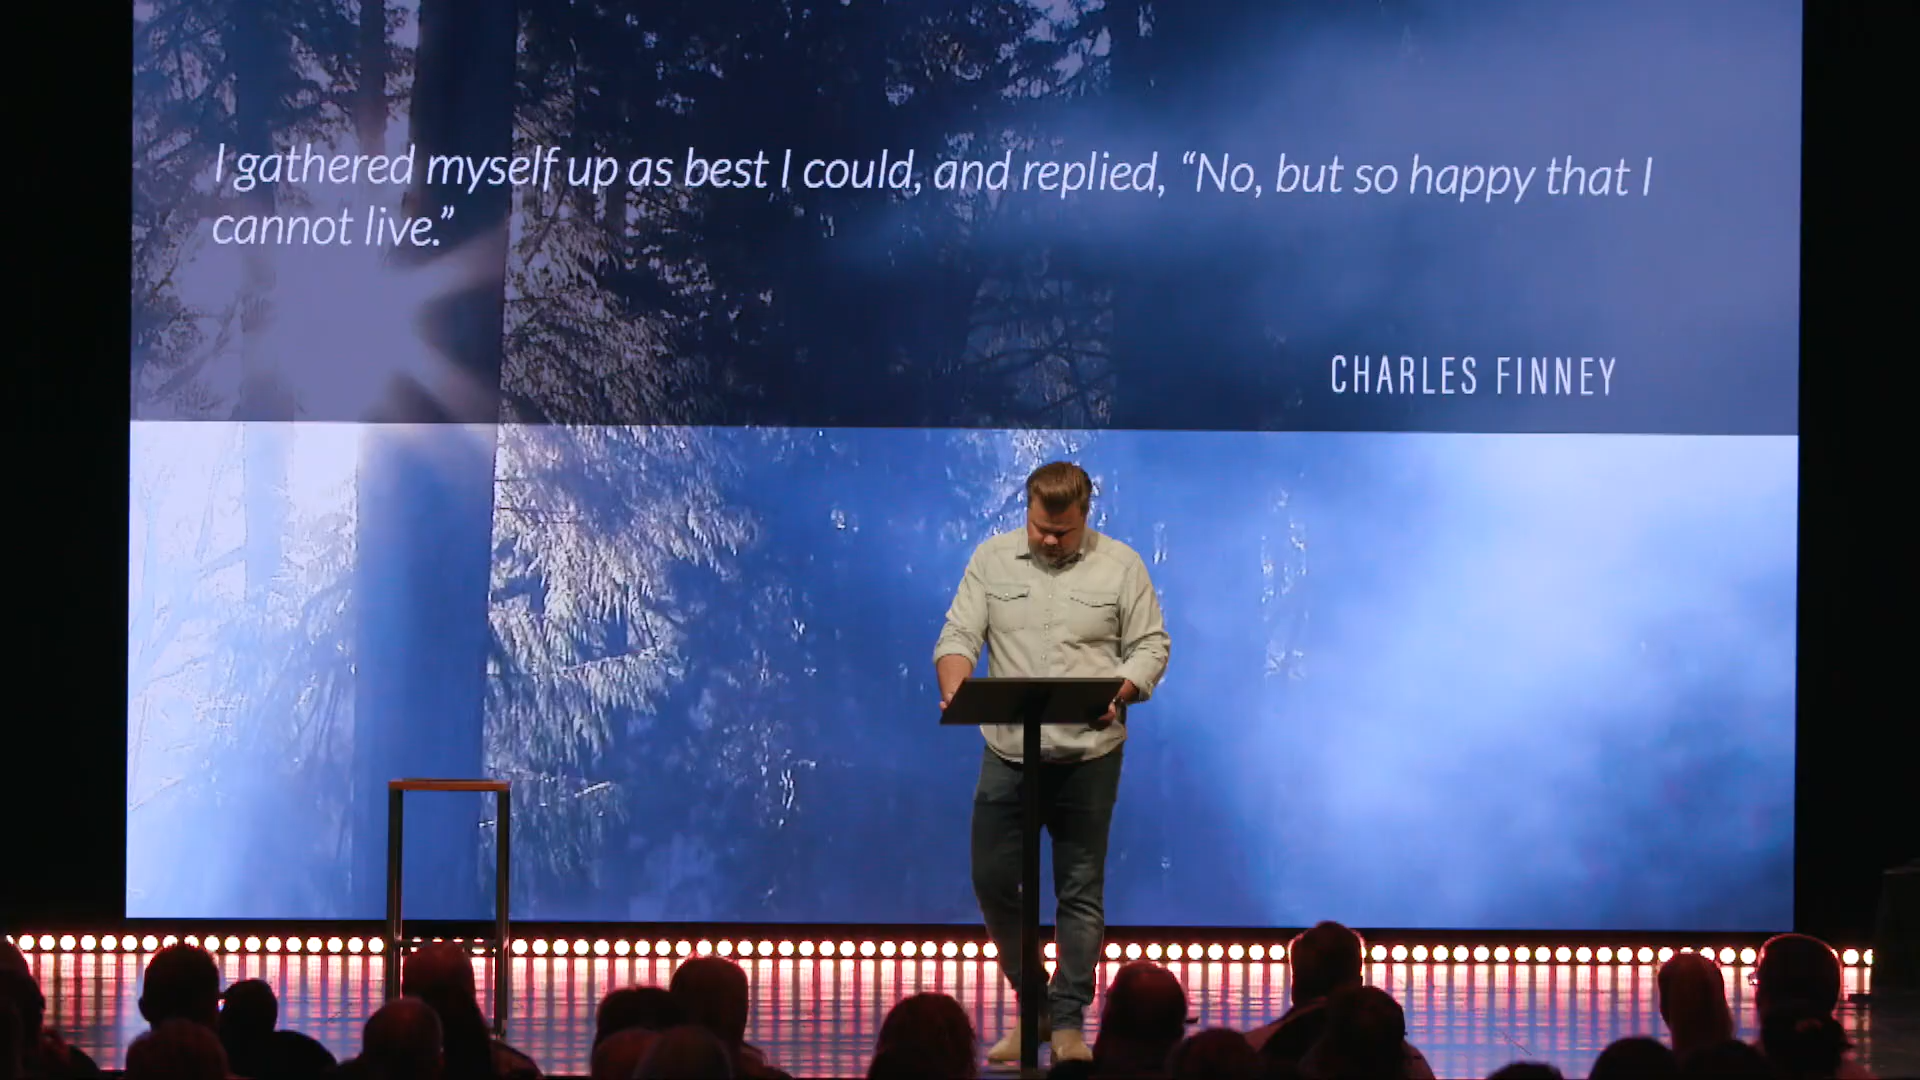 I gathered myself up as best I could, and replied, “No, but so happy that I
cannot live.”
CHARLES FINNEY